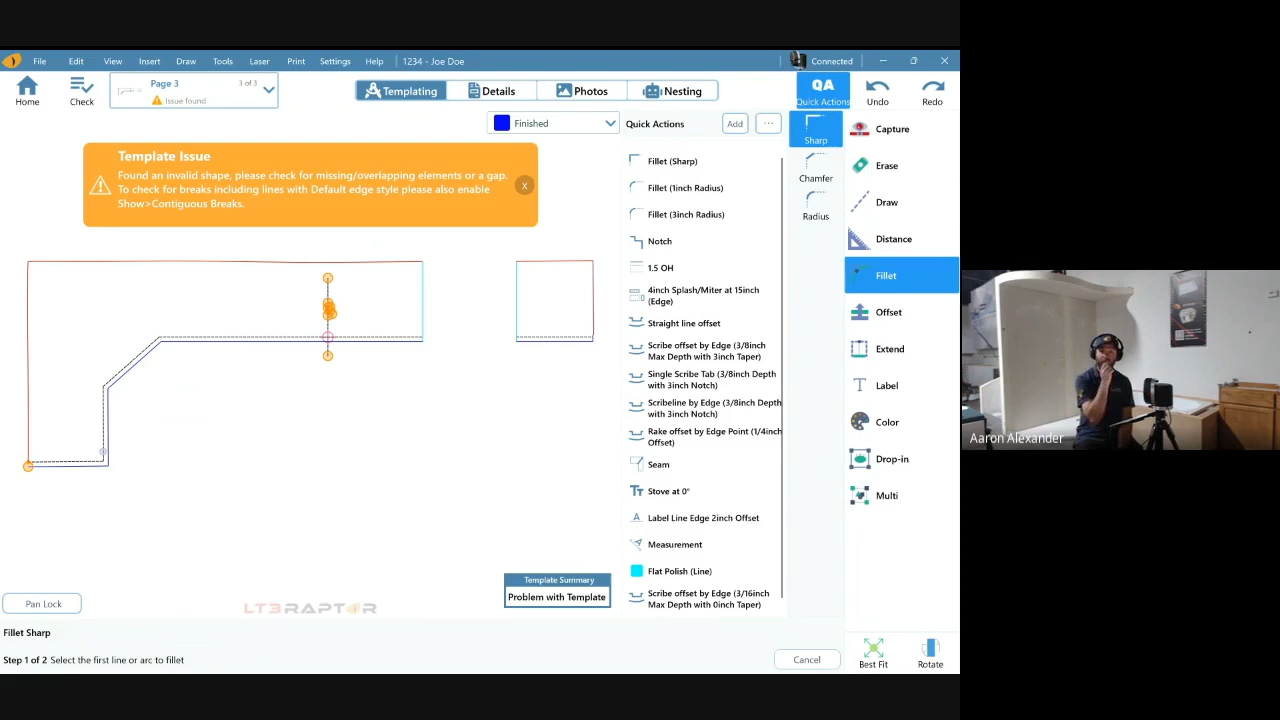 File Edit View Insert Draw Tools Laser Print Settings Help 1234 - Joe Doe Connected
Home
Check
Page 3
3 of 3
Issue found
Templating
Details
Photos
Nesting
QA
Quick Actions
Undo
Redo
Finished
Quick Actions
Add
...
Sharp
Chamfer
Radius
Template Issue
Found an invalid shape, please check for missing/overlapping elements or a gap.
To check for breaks including lines with Default edge style please also enable
Show>Contiguous Breaks.
X
Fillet (Sharp)
Fillet (1inch Radius)
Fillet (3inch Radius)
Notch
1.5 OH
4inch Splash/Miter at 15inch
(Edge)
Straight line offset
Scribe offset by Edge (3/8inch
Max Depth with 3inch Taper)
Single Scribe Tab (3/8inch Depth
with 3inch Notch)
Scribeline by Edge (3/8inch Depth
with 3inch Notch)
Rake offset by Edge Point (1/4inch
Offset)
Seam
Stove at 0°
Label Line Edge 2inch Offset
Measurement
Flat Polish (Line)
Scribe offset by Edge (3/16inch
Max Depth with 0inch Taper)
Capture
Erase
Draw
Distance
Fillet
Offset
Extend
Label
Color
Drop-in
Multi
Best Fit
Rotate
Template Summary
Problem with Template
Pan Lock
LT3RAPTOR
Fillet Sharp
Step 1 of 2 Select the first line or arc to fillet
Cancel
Aaron Alexander